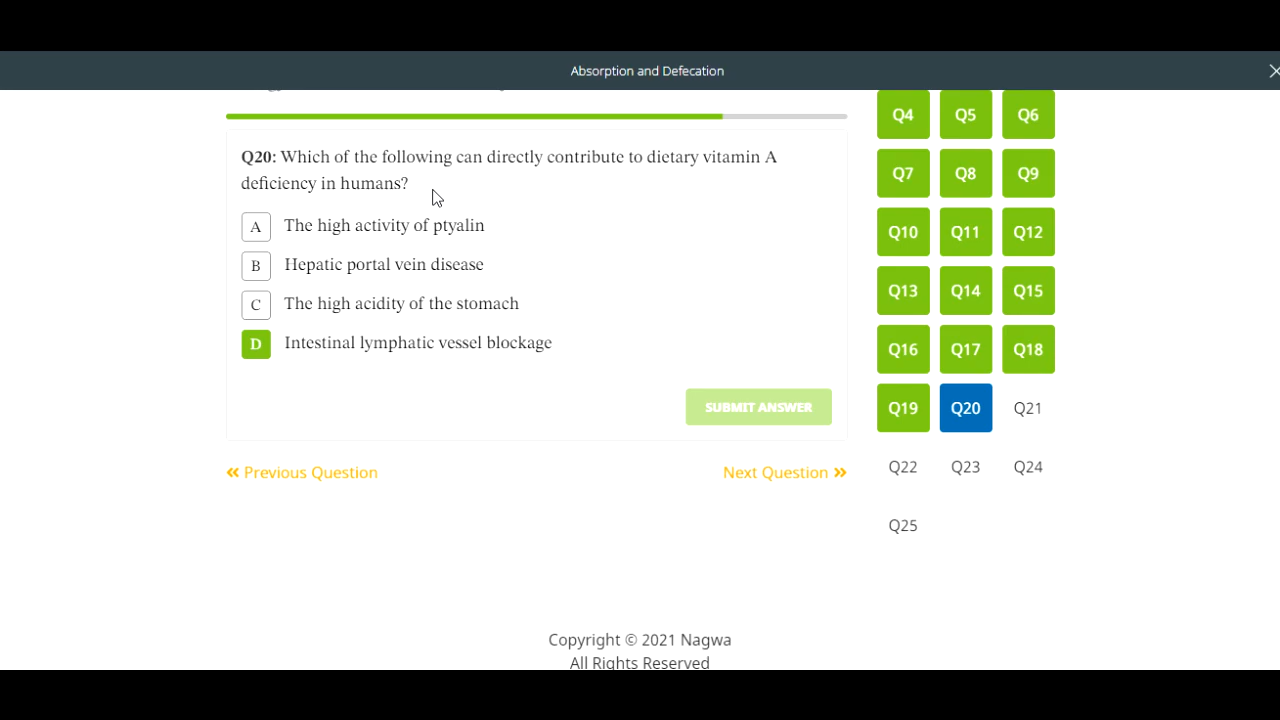 Absorption and Defecation
Q4 Q5 Q6
Q20: Which of the following can directly contribute to dietary vitamin A
deficiency in humans?
Q7 Q8 Q9
A The high activity of ptyalin
Q10 Q11 Q12
B Hepatic portal vein disease
C The high acidity of the stomach
Q13 Q14 Q15
D Intestinal lymphatic vessel blockage
Q16 Q17 Q18
SUBMIT ANSWER
Q19 Q20 Q21
Previous Question
Next Question
Q22 Q23 Q24
Q25
Copyright © 2021 Nagwa
All Rights Reserved